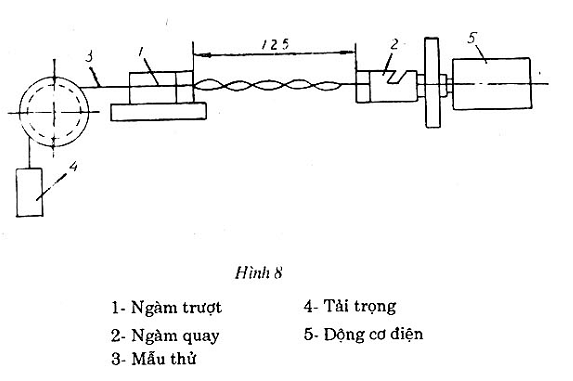 125
1
2
3
4
5
Hình 8
1- Ngàm trượt
2- Ngàm quay
3- Mẫu thử
4- Tải trọng
5- Động cơ điện